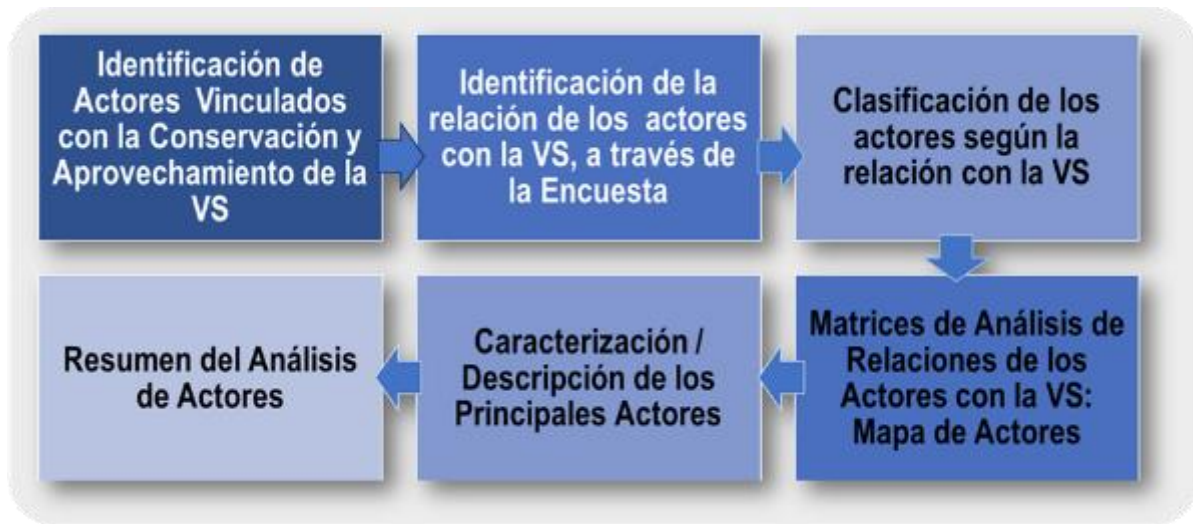 Identificación de
Actores Vinculados
con la Conservación y
Aprovechamiento de la
VS
Identificación de la
relación de los actores
con la VS, a través de
la Encuesta
Clasificación de los
actores según la
relación con la VS
Matrices de Análisis de
Relaciones de los
Actores con la VS:
Mapa de Actores
Caracterización /
Descripción de los
Principales Actores
Resumen del Análisis
de Actores